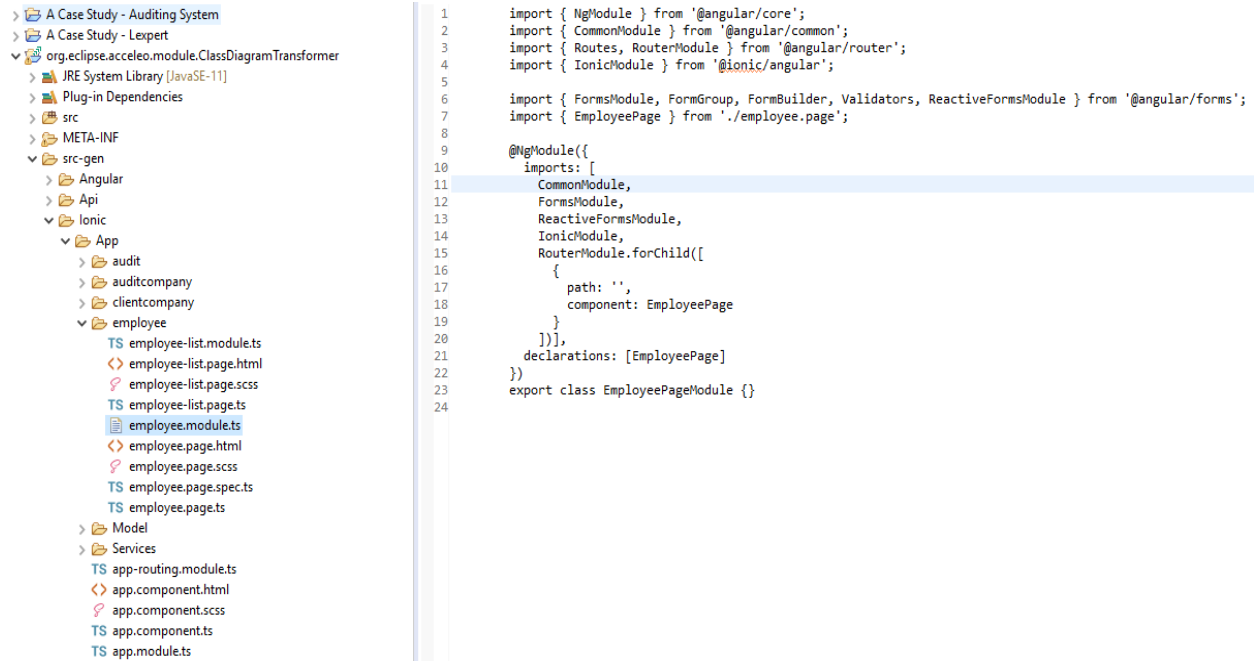 A Case Study - Auditing System
A Case Study - Lexpert
org.eclipse.acceleo.module.ClassDiagramTransformer
JRE System Library [JavaSE-11]
Plug-in Dependencies
src
META-INF
src-gen
Angular
Api
Ionic
App
audit
auditcompany
clientcompany
employee
TS employee-list.module.ts
employee-list.page.html
employee-list.page.scss
TS employee-list.page.ts
employee.module.ts
employee.page.html
employee.page.scss
TS employee.page.spec.ts
TS employee.page.ts
Model
Services
TS app-routing.module.ts
app.component.html
app.component.scss
TS app.component.ts
TS app.module.ts
1 import { NgModule } from '@angular/core';
2 import { CommonModule } from '@angular/common';
3 import { Routes, RouterModule } from '@angular/router';
4 import { IonicModule } from '@ionic/angular';
5
6 import { FormsModule, FormGroup, FormBuilder, Validators, ReactiveFormsModule } from '@angular/forms';
7 import { EmployeePage } from './employee.page';
8
9 @NgModule({
10 imports: [
11 CommonModule,
12 FormsModule,
13 ReactiveFormsModule,
14 IonicModule,
15 RouterModule.forChild([
16 {
17 path: '',
18 component: EmployeePage
19 }
20 ])],
21 declarations: [EmployeePage]
22 })
23 export class EmployeePageModule {}
24